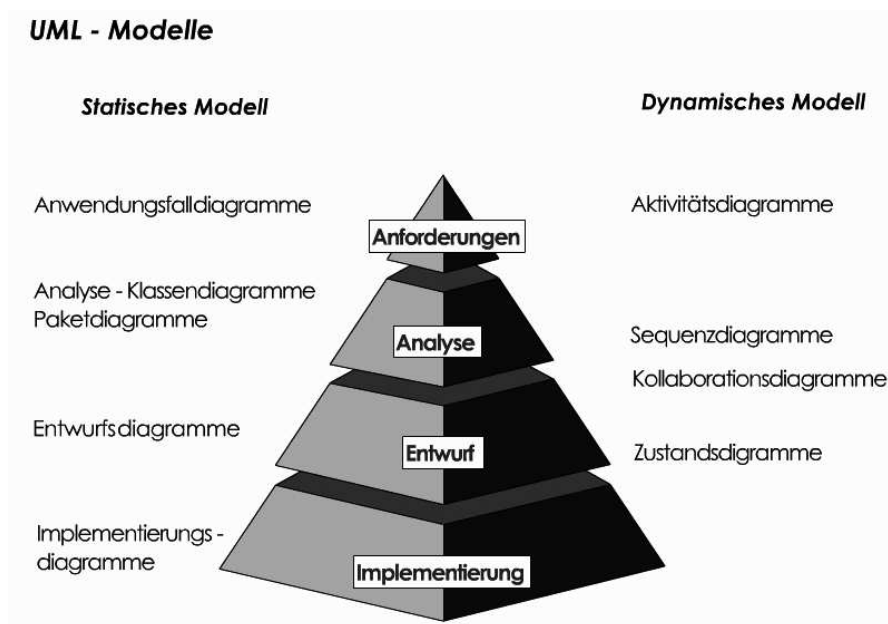 UML - Modelle
Statisches Modell
Dynamisches Modell
Anwendungsfalldiagramme
Aktivitätsdiagramme
Anforderungen
Analyse - Klassendiagramme
Paketdiagramme
Analyse
Sequenzdiagramme
Kollaborationsdiagramme
Entwurfsdiagramme
Entwurf
Zustandsdigramme
Implementierungs -
diagramme
Implementierung